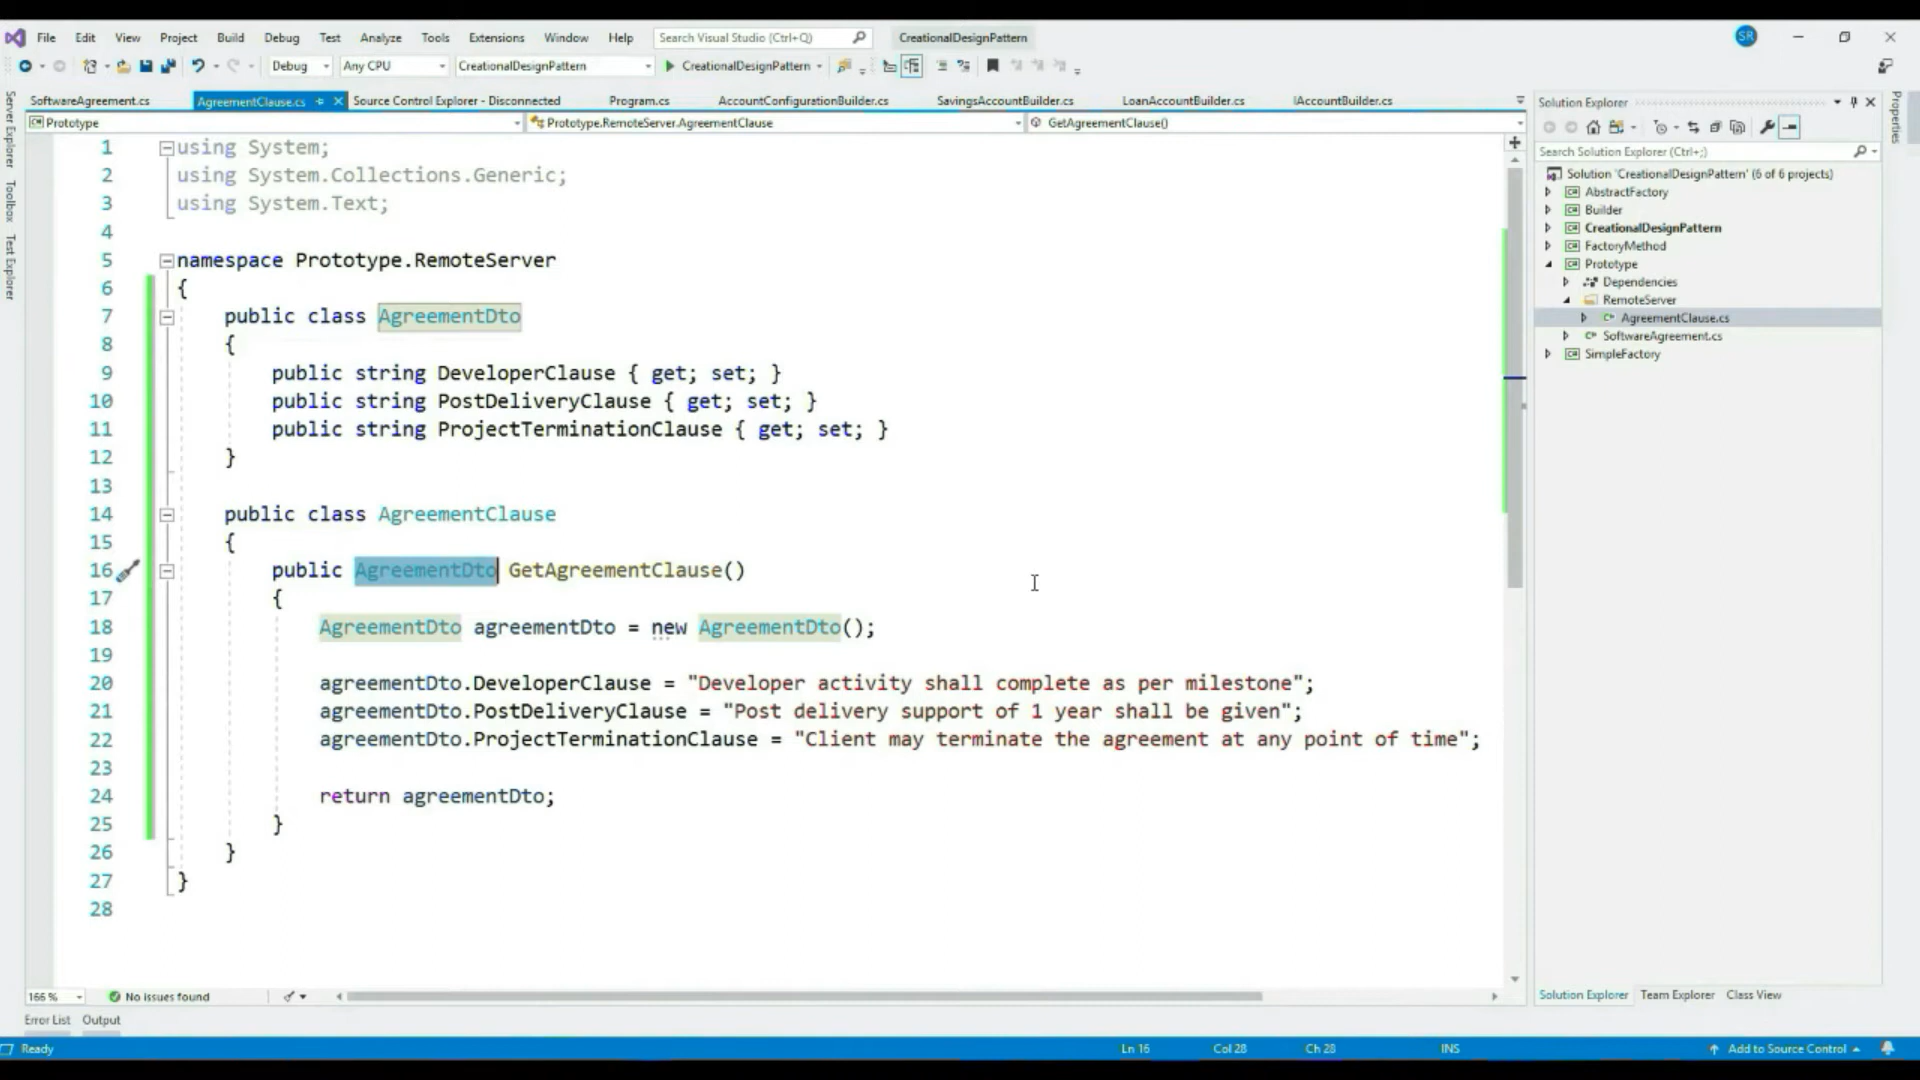 File Edit View Project Build Debug Test Analyze Tools Extensions Window Help Search Visual Studio (Ctrl+Q) CreationalDesignPattern SR
Debug Any CPU CreationalDesignPattern CreationalDesignPattern
SoftwareAgreement.cs AgreementClause.cs Source Control Explorer - Disconnected Program.cs AccountConfigurationBuilder.cs SavingsAccountBuilder.cs LoanAccountBuilder.cs IAccountBuilder.cs
Prototype Prototype.RemoteServer.AgreementClause GetAgreementClause()
Server Explorer
Toolbox
Test Explorer
1 using System;
2 using System.Collections.Generic;
3 using System.Text;
4
5 namespace Prototype.RemoteServer
6 {
7 public class AgreementDto
8 {
9 public string DeveloperClause { get; set; }
10 public string PostDeliveryClause { get; set; }
11 public string ProjectTerminationClause { get; set; }
12 }
13
14 public class AgreementClause
15 {
16 public AgreementDto GetAgreementClause()
17 {
18 AgreementDto agreementDto = new AgreementDto();
19
20 agreementDto.DeveloperClause = "Developer activity shall complete as per milestone";
21 agreementDto.PostDeliveryClause = "Post delivery support of 1 year shall be given";
22 agreementDto.ProjectTerminationClause = "Client may terminate the agreement at any point of time";
23
24 return agreementDto;
25 }
26 }
27 }
28
166 % No issues found
Error List Output
Solution Explorer
Search Solution Explorer (Ctrl+;)
Solution 'CreationalDesignPattern' (6 of 6 projects)
AbstractFactory
Builder
CreationalDesignPattern
FactoryMethod
Prototype
Dependencies
RemoteServer
AgreementClause.cs
SoftwareAgreement.cs
SimpleFactory
Solution Explorer Team Explorer Class View
Properties
Ready Ln 16 Col 28 Ch 28 INS Add to Source Control